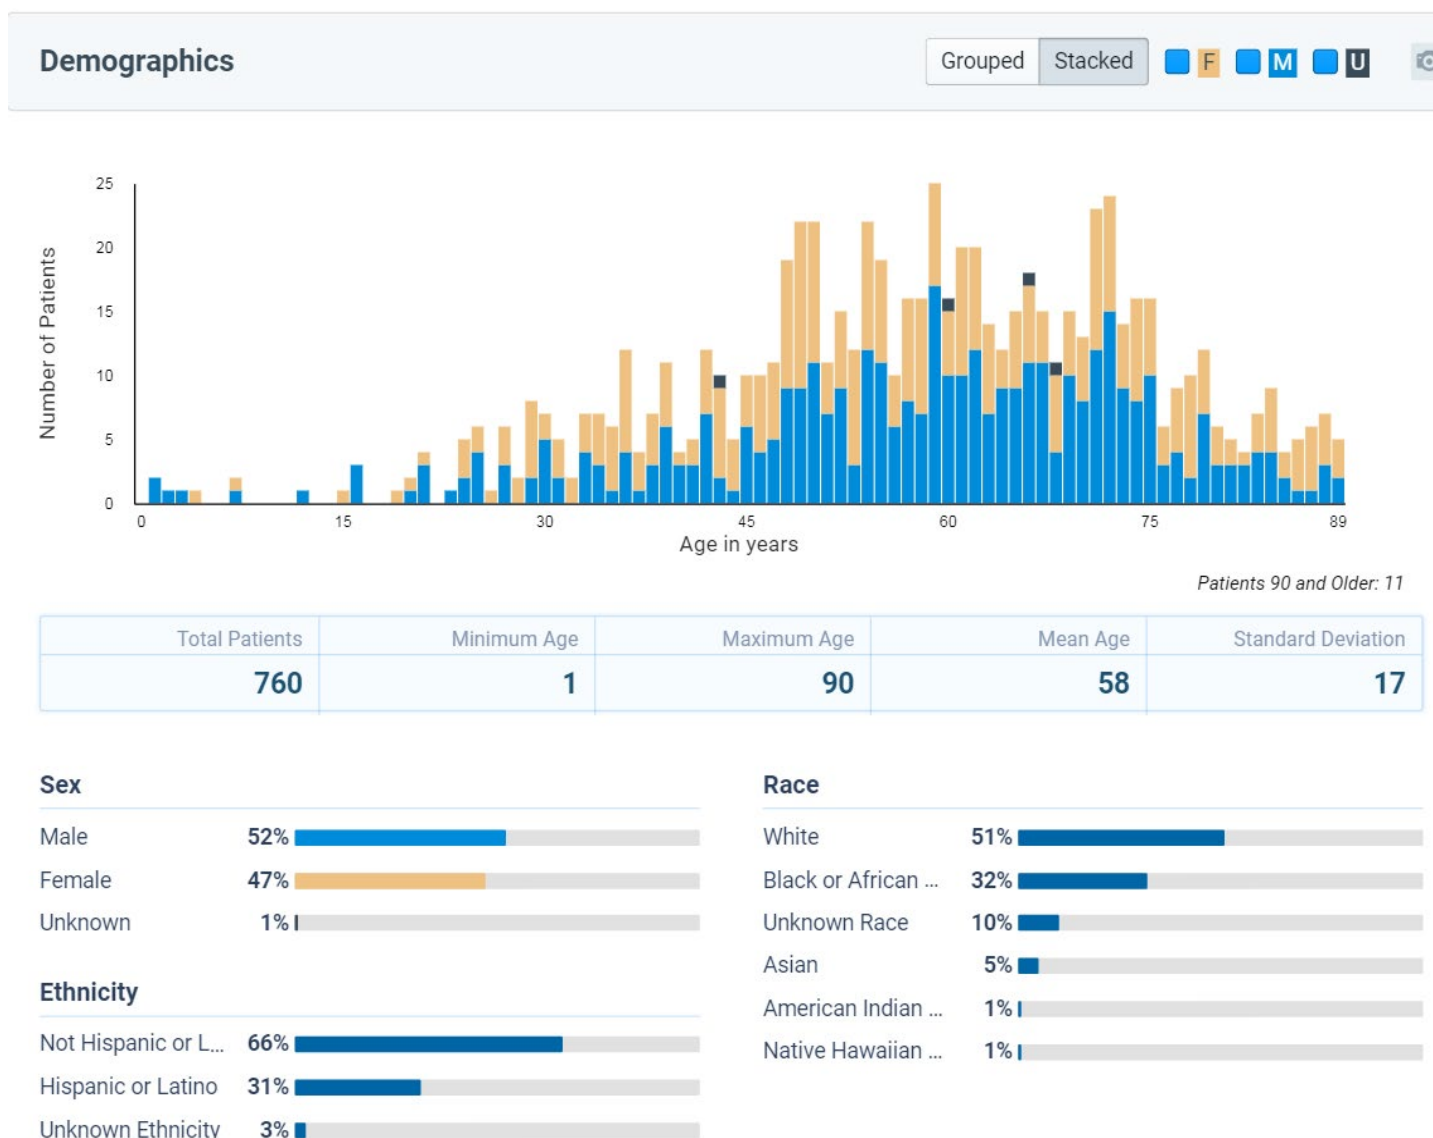 Demographics
Grouped Stacked F M U
25
20
15
10
5
0
Number of Patients
0 15 30 45 60 75 89
Age in years
Patients 90 and Older: 11
Total Patients Minimum Age Maximum Age Mean Age Standard Deviation
760 1 90 58 17
Sex
Male 52%
Female 47%
Unknown 1%
Ethnicity
Not Hispanic or L... 66%
Hispanic or Latino 31%
Unknown Ethnicity 3%
Race
White 51%
Black or African ... 32%
Unknown Race 10%
Asian 5%
American Indian ... 1%
Native Hawaiian ... 1%